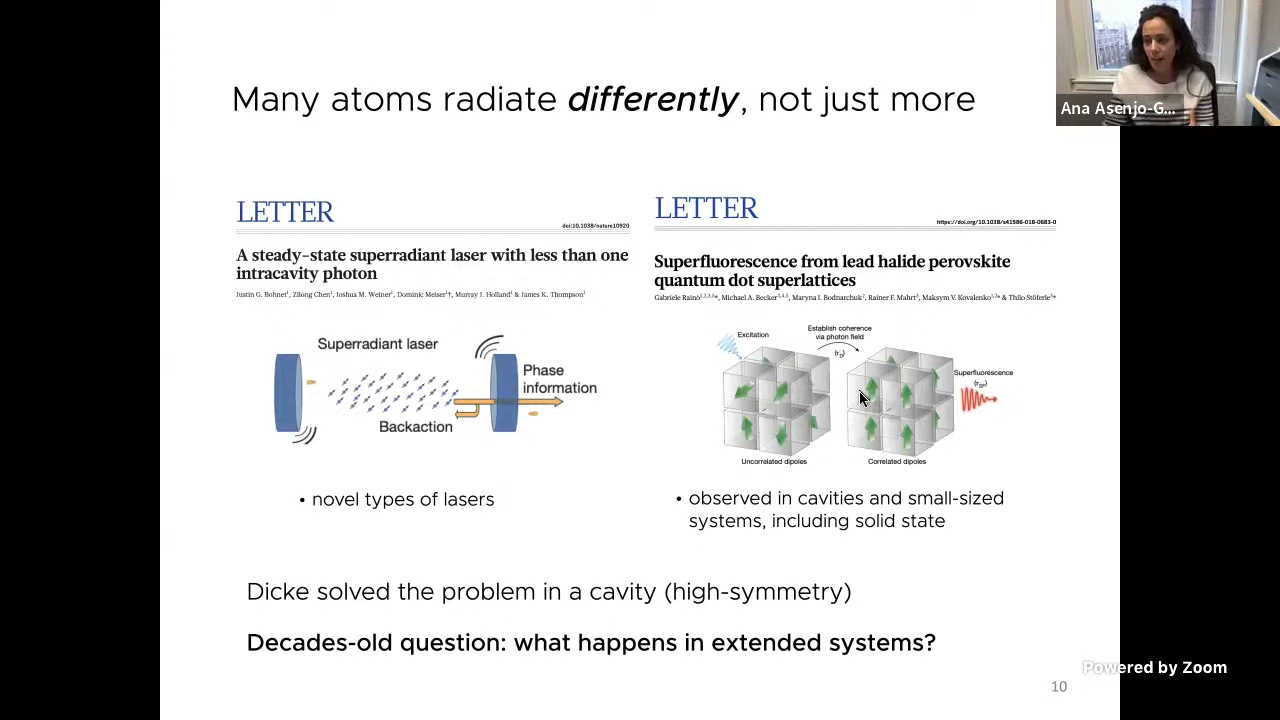 Many atoms radiate differently, not just more
Ana Asenjo-G...
LETTER
doi:10.1038/nature10920
A steady-state superradiant laser with less than one
intracavity photon
Justin G. Bohnet¹, Zilong Chen¹, Joshua M. Weiner¹, Dominic Meiser¹†, Murray J. Holland¹ & James K. Thompson¹
Superradiant laser
Phase
information
Backaction
• novel types of lasers
LETTER
https://doi.org/10.1038/s41586-018-0683-0
Superfluorescence from lead halide perovskite
quantum dot superlattices
Gabriele Rainò¹,²,³,⁵*, Michael A. Becker³,⁴,⁵, Maryna I. Bodnarchuk², Rainer F. Mahrt³, Maksym V. Kovalenko¹,²* & Thilo Stöferle³*
Excitation
Establish coherence
via photon field
(τD)
Superfluorescence
(τSF)
Uncorrelated dipoles
Correlated dipoles
• observed in cavities and small-sized
systems, including solid state
Dicke solved the problem in a cavity (high-symmetry)
Decades-old question: what happens in extended systems?
Powered by Zoom
10